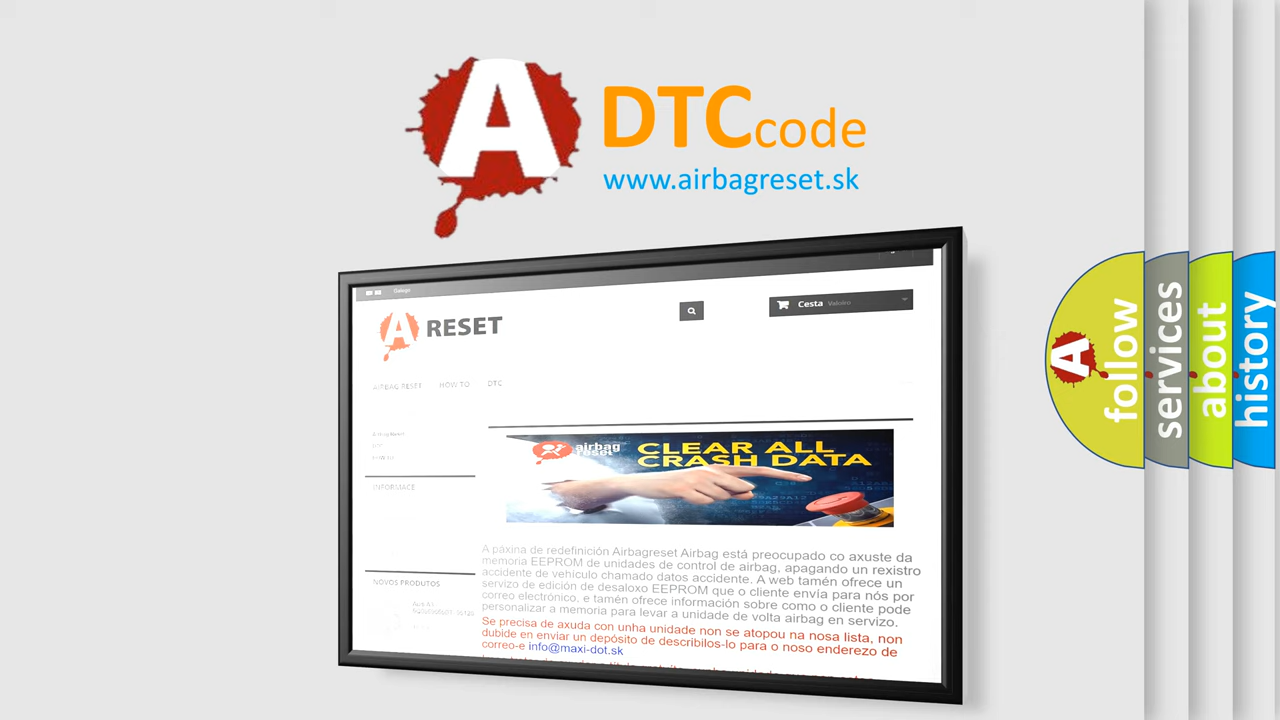 A
DTCcode
www.airbagreset.sk
Galego
A RESET
Cesta Valeiro
AIRBAG RESET HOW TO DTC
INFORMACE
airbag
reset
CLEAR ALL
CRASH DATA
A páxina de redefinición Airbagreset Airbag está preocupado co axuste da
memoria EEPROM de unidades de control de airbag, apagando un rexistro
accidente de vehículo chamado datos accidente. A web tamén ofrece un
servizo de edición de desaloxo EEPROM que o cliente envía para nós por
correo electrónico, e tamén ofrece información sobre como o cliente pode
personalizar a memoria para levar a unidade de volta airbag en servizo.
Se precisa de axuda con unha unidade non se atopou na nosa lista, non
dubide en enviar un depósito de describilos-lo para o noso enderezo de
correo-e info@maxi-dot.sk
NOVOS PRODUTOS
A
follow
services
about
history